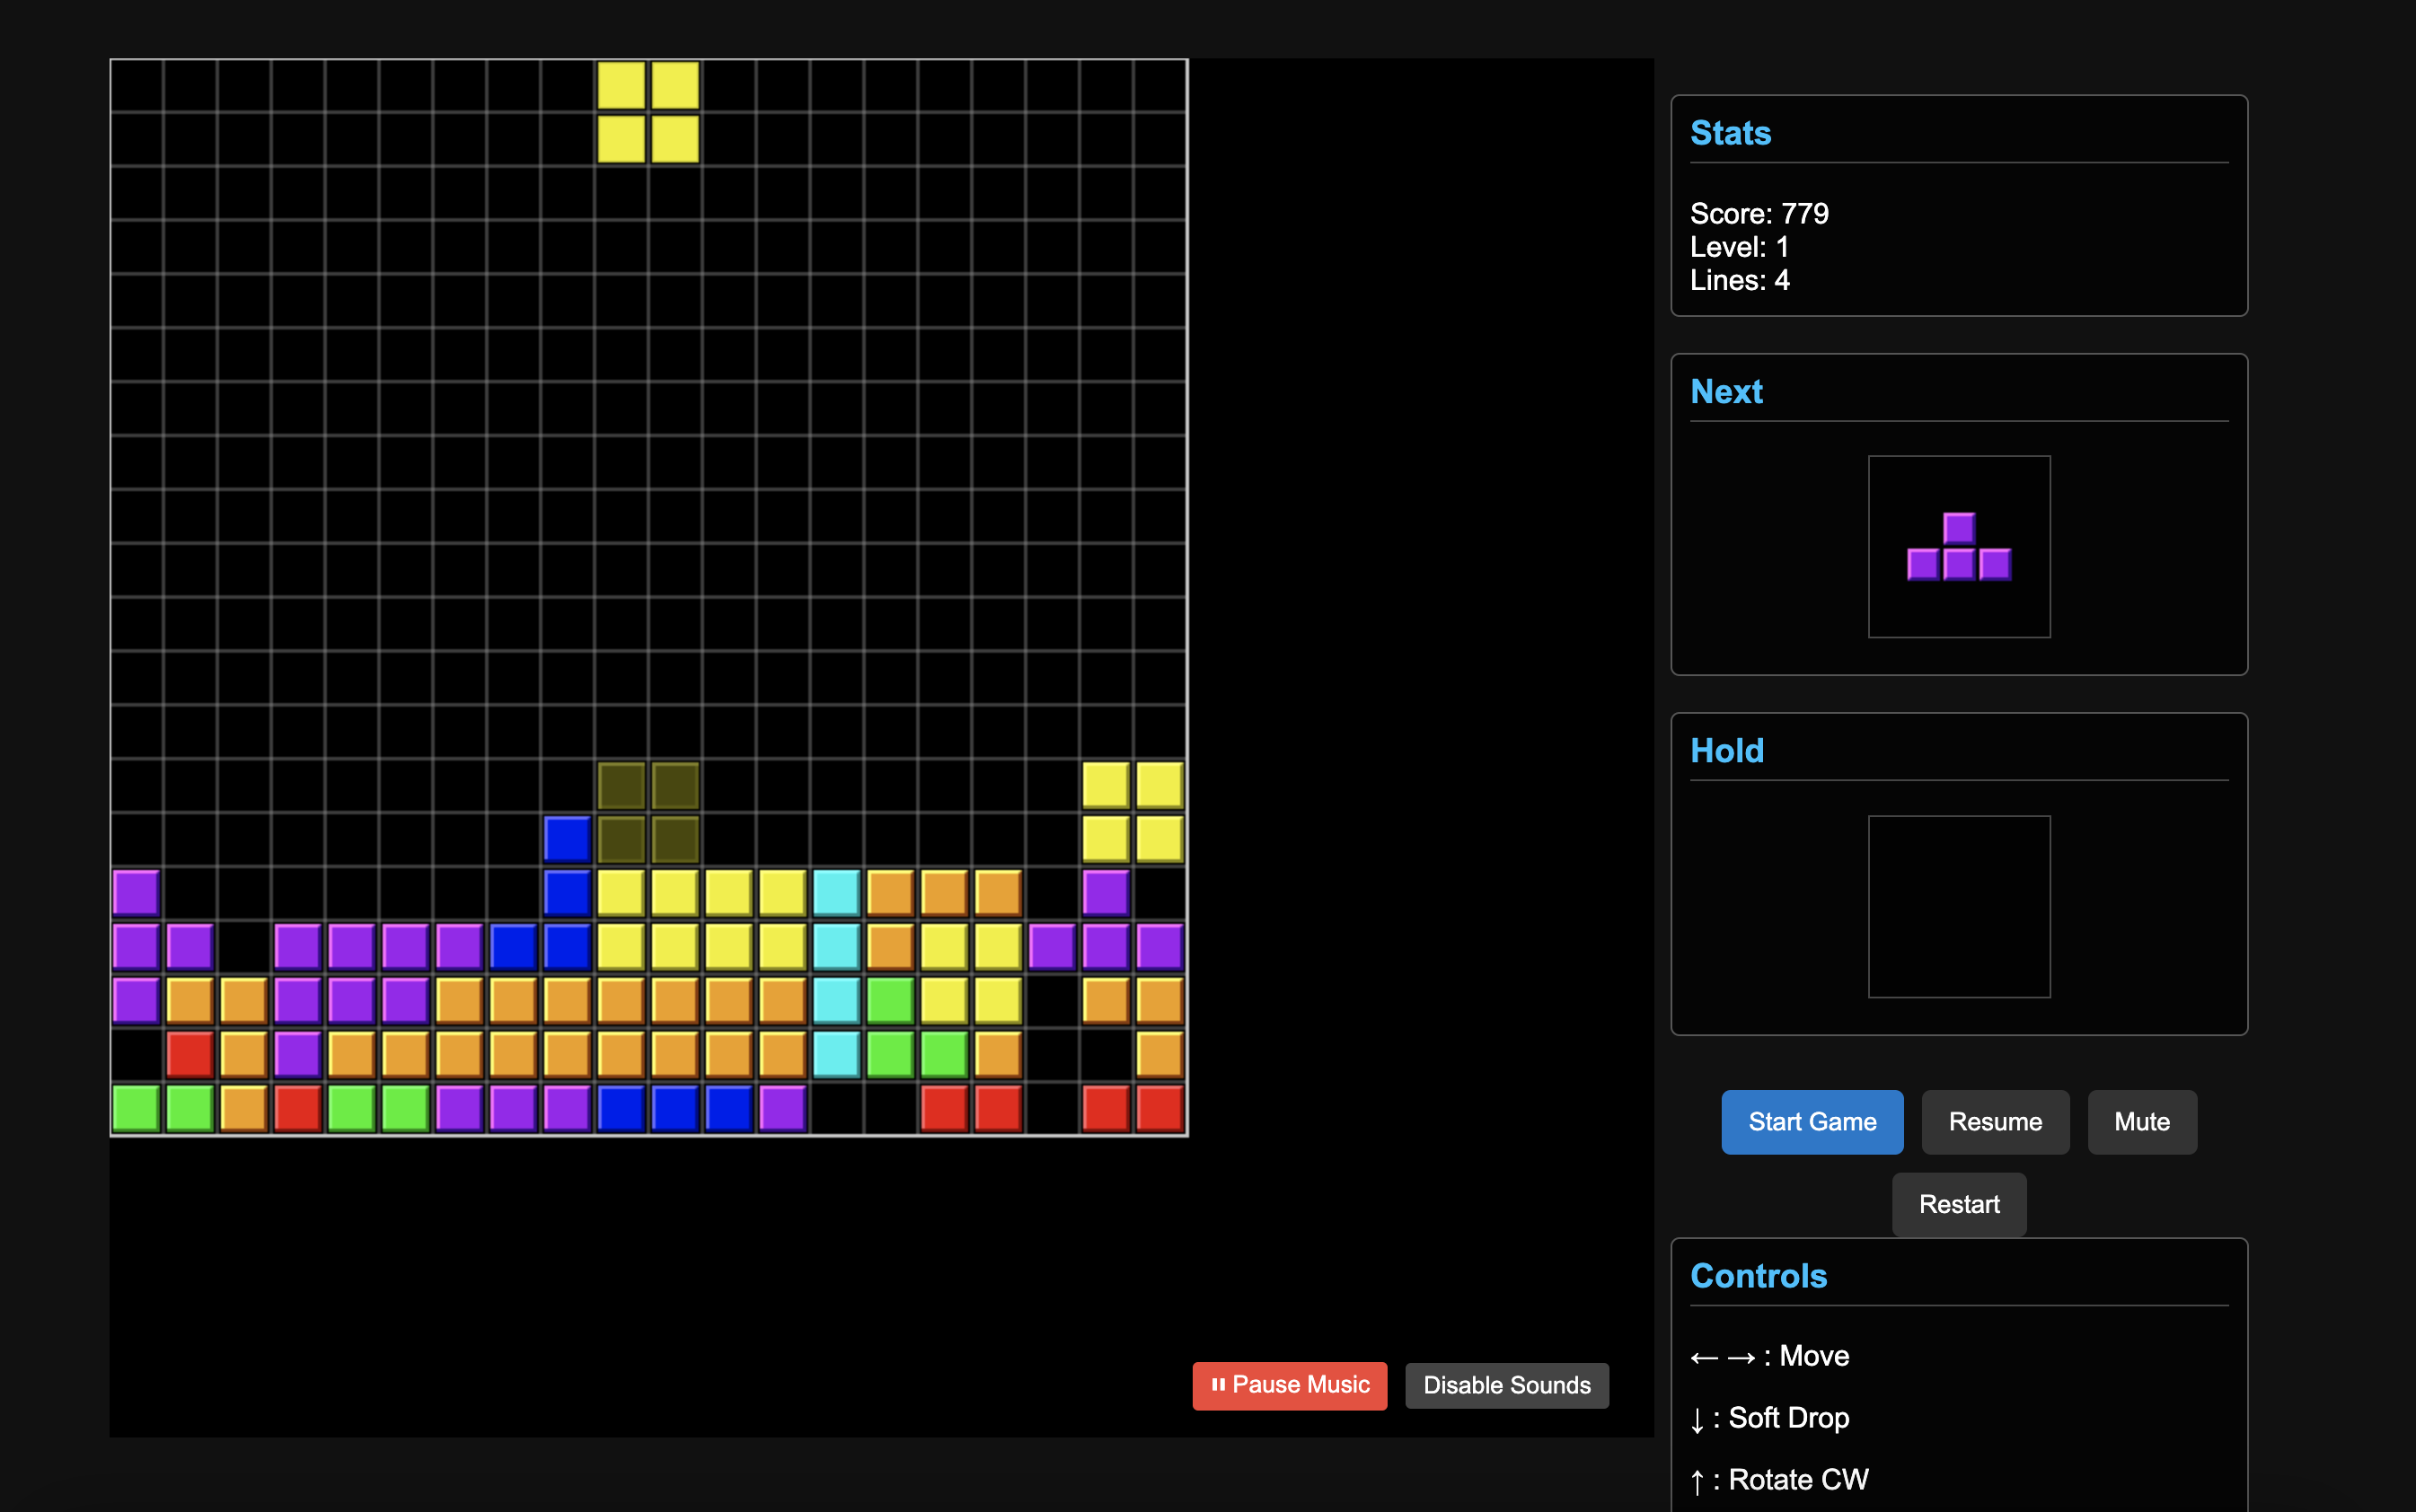 Stats
Score: 779
Level: 1
Lines: 4
Next
Hold
Start Game
Resume
Mute
Restart
Controls
←→ : Move
↓ : Soft Drop
↑ : Rotate CW
Pause Music
Disable Sounds